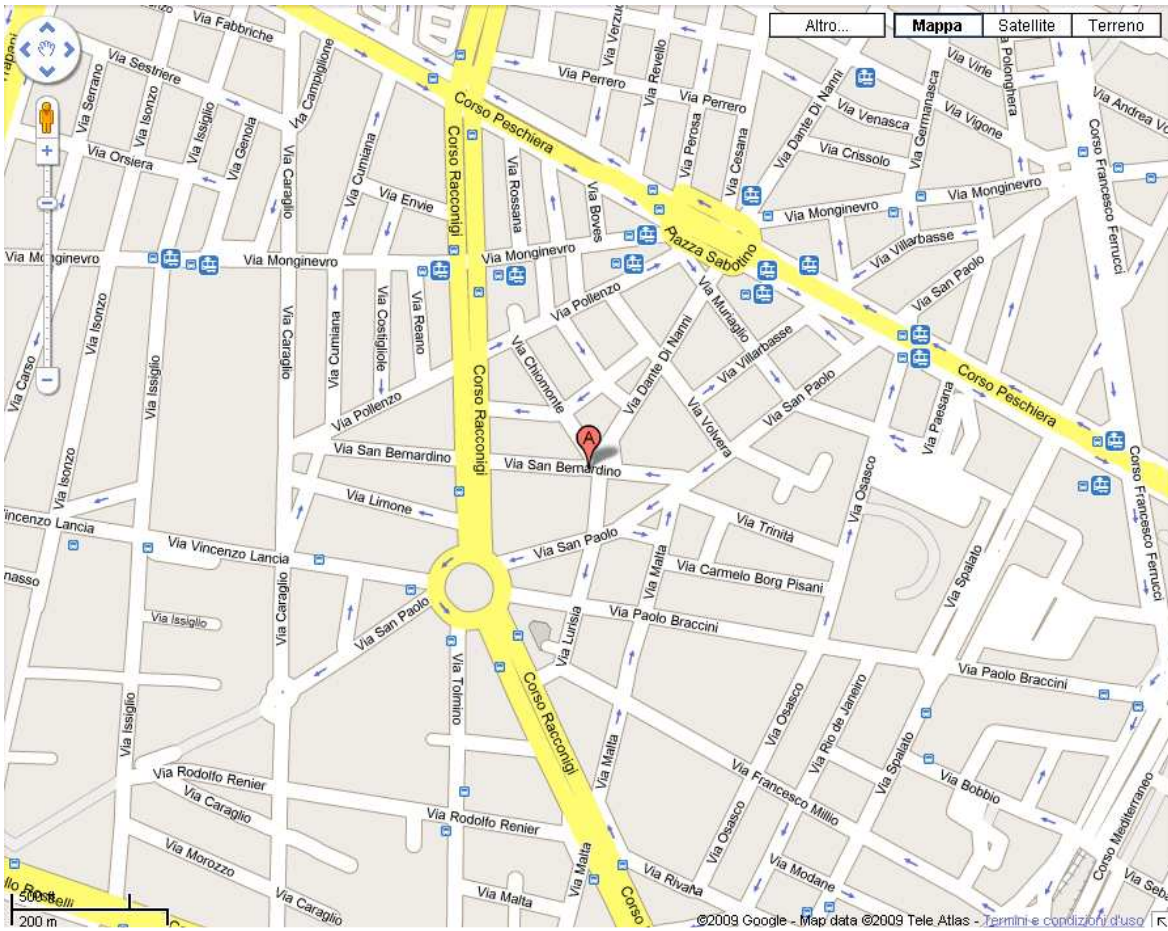 Altro...
Mappa
Satellite
Terreno
Via Fabbriche
Via Sestriere
Via Serrano
Via Isonzo
Via Issiglio
Via Genola
Via Campiglione
Via Orsiera
Via Caraglio
Via Cumiana
Via Envie
Corso Racconigi
Corso Peschiera
Via Rossana
Via Boves
Via Perrero
Via Revello
Via Perrero
Via Perosa
Via Cesana
Via Dante Di Nanni
Via Venasca
Via Crissolo
Via Germanasca
Via Virle
Via Vigone
Via Polonghera
Via Andrea
Corso Francesco Ferrucci
Via Monginevro
Via Monginevro
Via Villarbasse
Via San Paolo
Piazza Sabotino
Via Monginevro
Via Monginevro
Via Monginevro
Via Isonzo
Via Carso
Via Issiglio
Via Caraglio
Via Cumiana
Via Costigliole
Via Reano
Via Pollenzo
Via Pollenzo
Via Chiomonte
Via Dante Di Nanni
Via Muriaglio
Via Villarbasse
Via San Paolo
Via Volvera
Corso Peschiera
Via Paesana
Via Osasco
Corso Racconigi
A
Via San Bernardino
Via San Bernardino
Via Limone
Via Isonzo
Vincenzo Lancia
Via Vincenzo Lancia
Via San Paolo
Via Trinità
Via Carmelo Borg Pisani
Via Malta
Via Paolo Braccini
Via Spalato
Corso Francesco Ferrucci
Via Issiglio
Via San Paolo
Via Caraglio
Via Lurisia
Via Tolmino
Via Paolo Braccini
Via Issiglio
Corso Racconigi
Via Malta
Via Osasco
Via Rio de Janeiro
Via Spalato
Via Rodolfo Renier
Via Caraglio
Via Rodolfo Renier
Via Francesco Millio
Via Bobbio
Corso Mediterraneo
Via Osasco
Via Morozzo
Via Caraglio
Via Malta
Via Malta
Corso
Via Rivana
Via Modane
500 ft
200 m
©2009 Google - Map data ©2009 Tele Atlas - Termini e condizioni d'uso